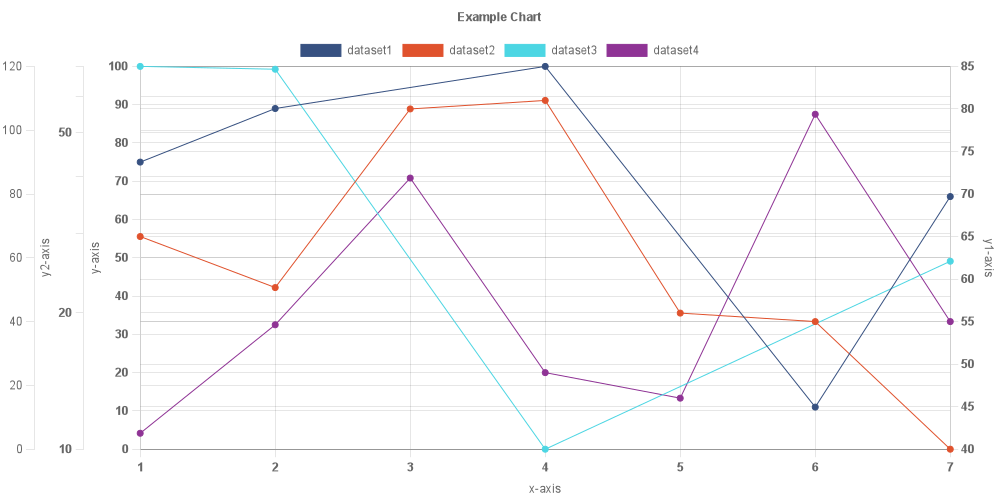 Example Chart
dataset1 dataset2 dataset3 dataset4
120 100 85
90 80
100 50 80 75
80 70 70
60 65
60 50 60
40 55
40 20 30 50
20 20 45
10
0 10 0 40
y2-axis
y-axis
y1-axis
1 2 3 4 5 6 7
x-axis